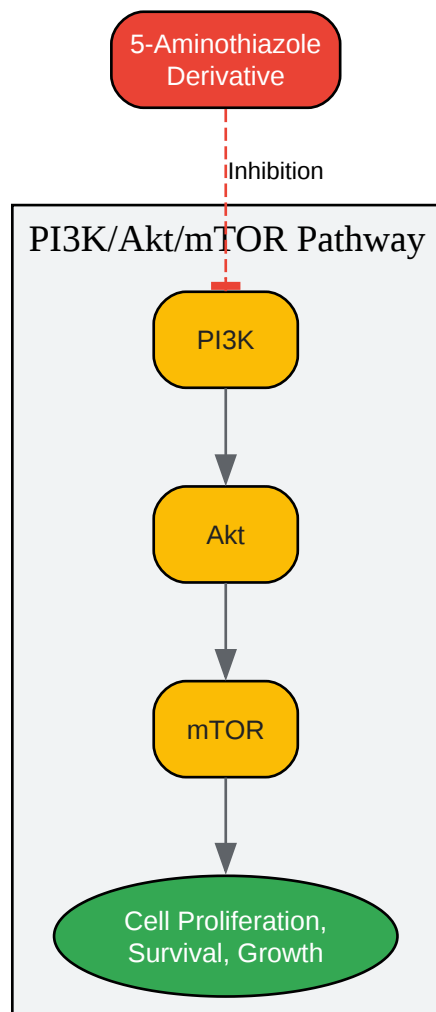 5-Aminothiazole
Derivative
Inhibition
PI3K/Akt/mTOR Pathway
PI3K
Akt
mTOR
Cell Proliferation,
Survival, Growth